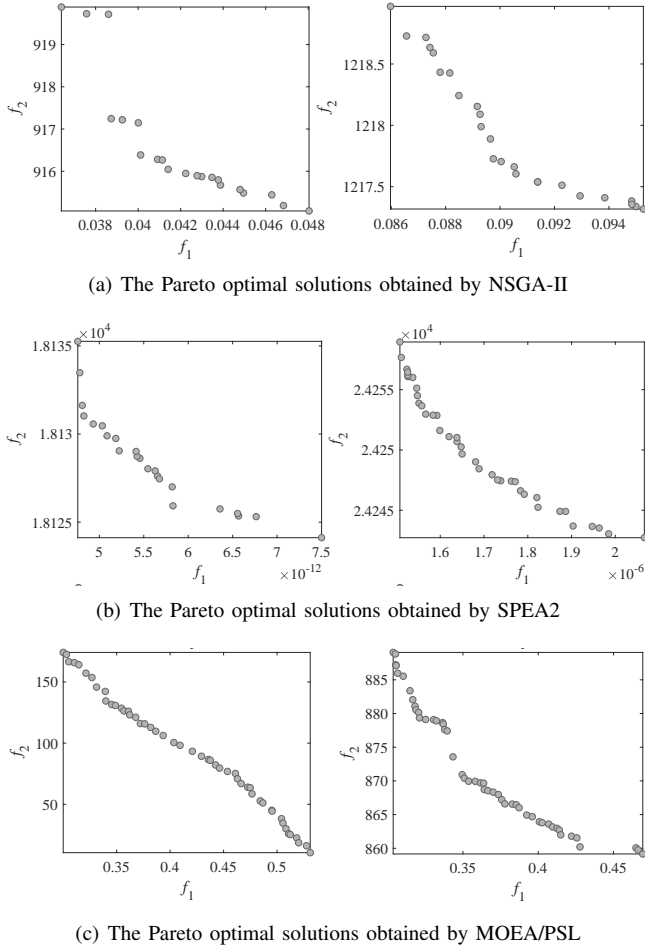 919
918
917
916
f2
0.038 0.04 0.042 0.044 0.046 0.048
f1
1218.5
1218
1217.5
f2
0.086 0.088 0.09 0.092 0.094
f1
(a) The Pareto optimal solutions obtained by NSGA-II
×10⁴
1.8135
1.813
1.8125
f2
5 5.5 6 6.5 7 7.5
f1
×10⁻¹²
×10⁴
2.4255
2.425
2.4245
f2
1.6 1.7 1.8 1.9 2
f1
×10⁻⁶
(b) The Pareto optimal solutions obtained by SPEA2
150
100
50
f2
0.35 0.4 0.45 0.5
f1
885
880
875
870
865
860
f2
0.35 0.4 0.45
f1
(c) The Pareto optimal solutions obtained by MOEA/PSL